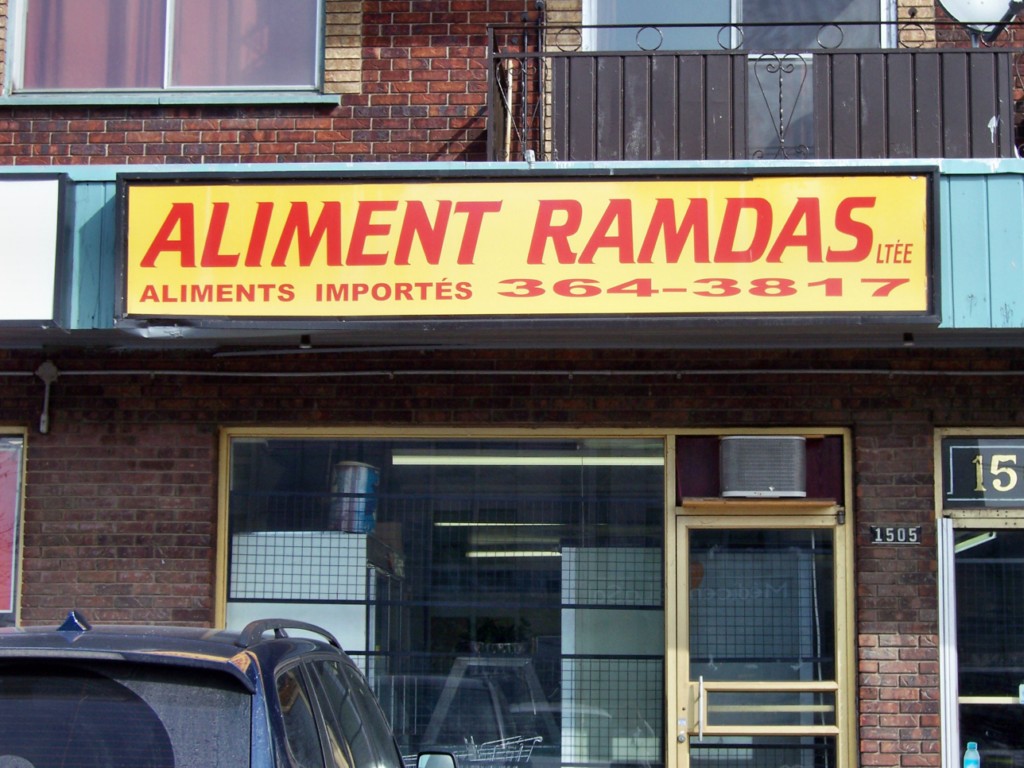 ALIMENT RAMDAS LTÉE
ALIMENTS IMPORTÉS 364-3817
15
1505